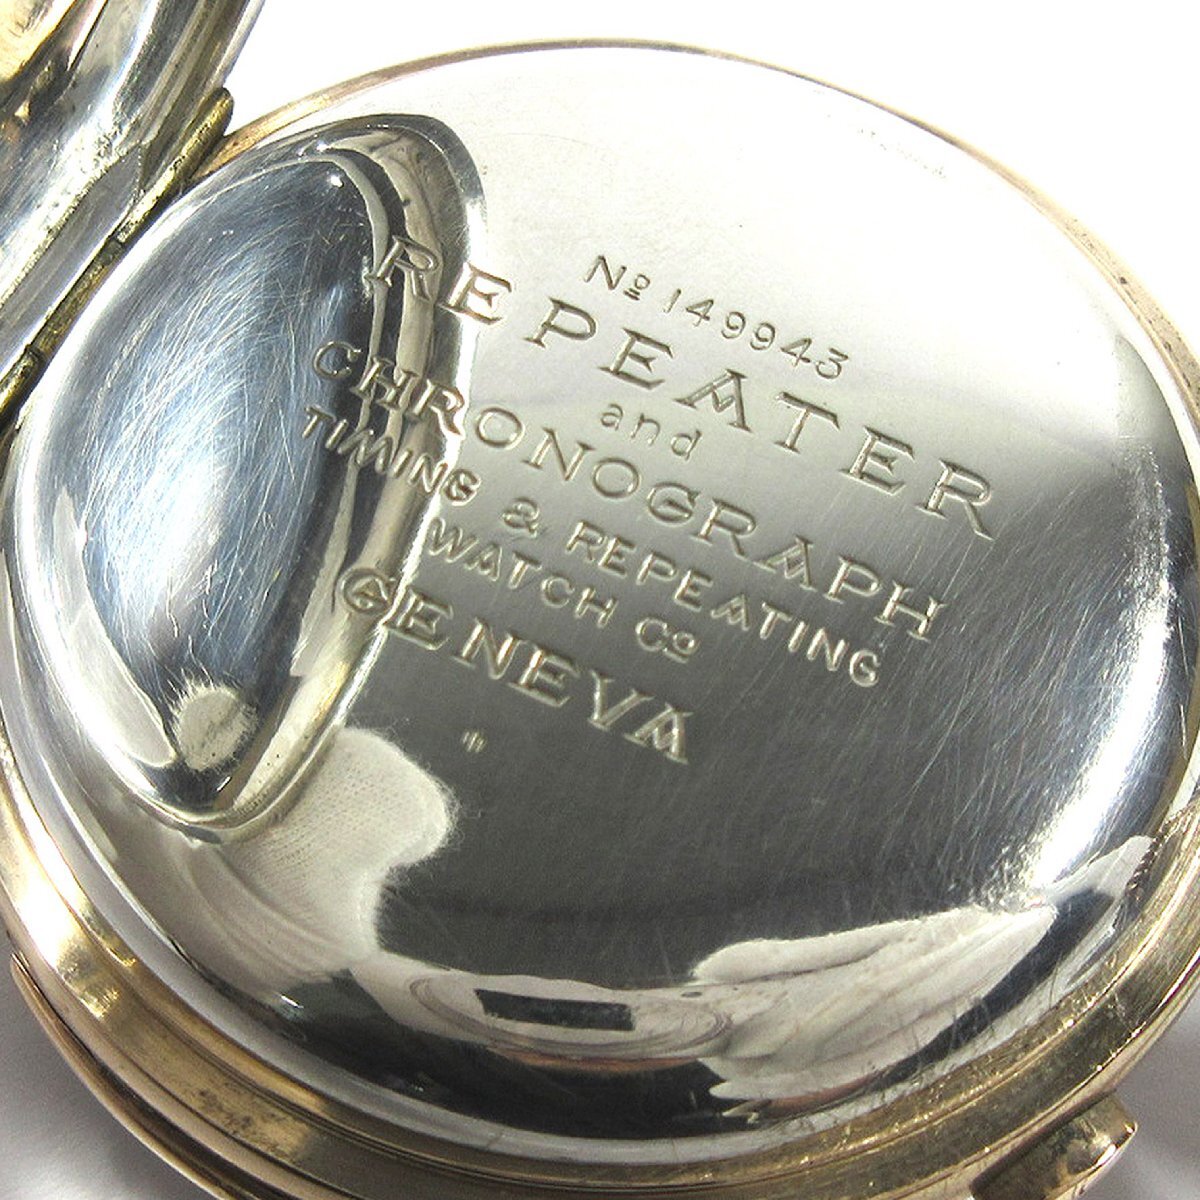 Nº 149943
REPEATER
and
CHRONOGRAPH
TIMING & REPEATING
WATCH Cº
GENEVA